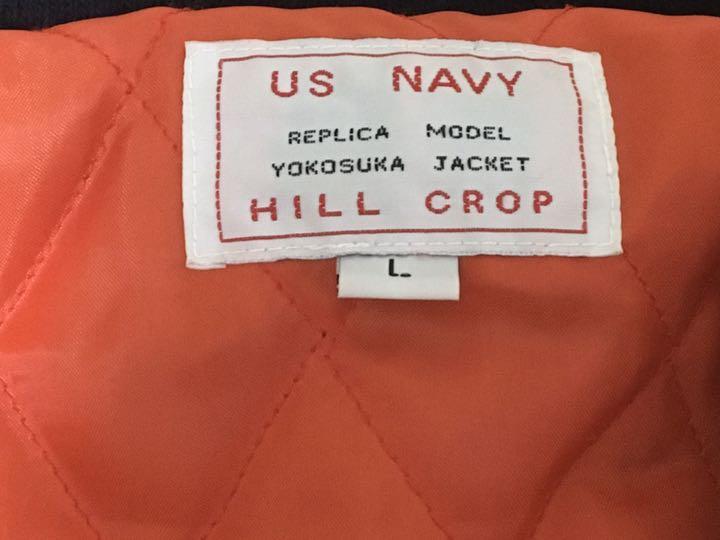 US NAVY
REPLICA MODEL
YOKOSUKA JACKET
HILL CROP
L